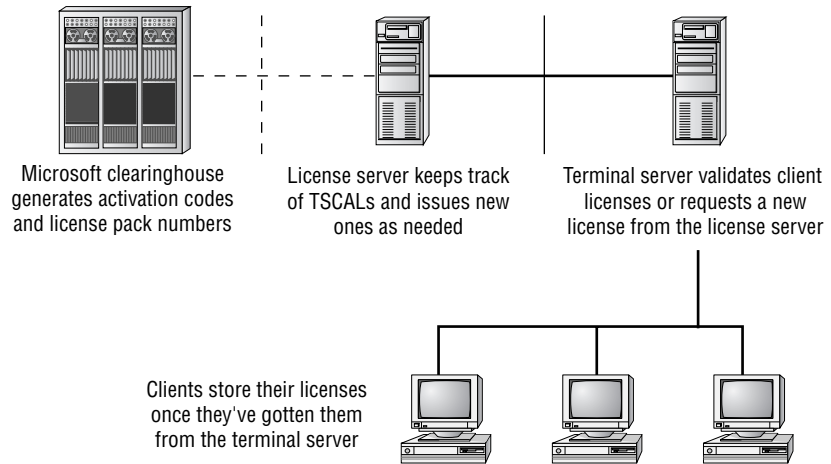 Microsoft clearinghouse
generates activation codes
and license pack numbers
License server keeps track
of TSCALs and issues new
ones as needed
Terminal server validates client
licenses or requests a new
license from the license server
Clients store their licenses
once they've gotten them
from the terminal server